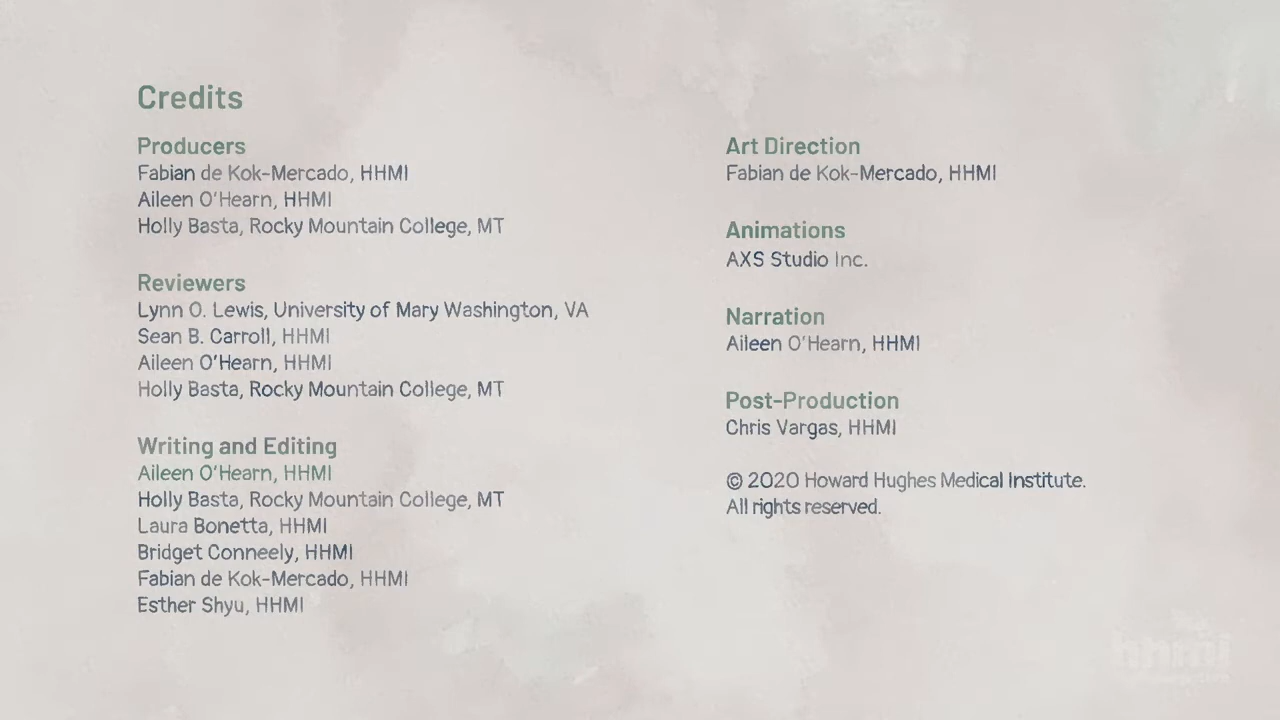 Credits
Producers
Fabian de Kok-Mercado, HHMI
Aileen O'Hearn, HHMI
Holly Basta, Rocky Mountain College, MT
Reviewers
Lynn O. Lewis, University of Mary Washington, VA
Sean B. Carroll, HHMI
Aileen O'Hearn, HHMI
Holly Basta, Rocky Mountain College, MT
Writing and Editing
Aileen O'Hearn, HHMI
Holly Basta, Rocky Mountain College, MT
Laura Bonetta, HHMI
Bridget Conneely, HHMI
Fabian de Kok-Mercado, HHMI
Esther Shyu, HHMI
Art Direction
Fabian de Kok-Mercado, HHMI
Animations
AXS Studio Inc.
Narration
Aileen O'Hearn, HHMI
Post-Production
Chris Vargas, HHMI
© 2020 Howard Hughes Medical Institute.
All rights reserved.
hhmi